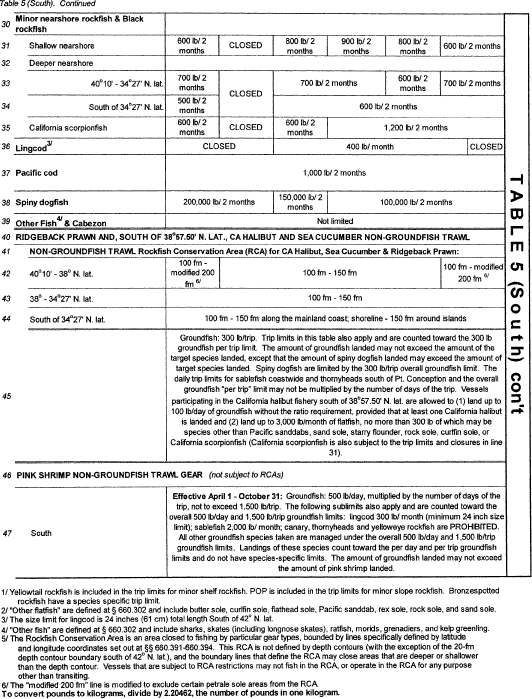 Table 5 (South). Continued
30 Minor nearshore rockfish & Black rockfish
31 Shallow nearshore 600 lb/ 2 months CLOSED 800 lb/ 2 months 900 lb/ 2 months 800 lb/ 2 months 600 lb/ 2 months
32 Deeper nearshore
33 40°10' - 34°27' N. lat. 700 lb/ 2 months CLOSED 700 lb/ 2 months 600 lb/ 2 months 700 lb/ 2 months
34 South of 34°27' N. lat. 500 lb/ 2 months 600 lb/ 2 months
35 California scorpionfish 600 lb/ 2 months CLOSED 600 lb/ 2 months 1,200 lb/ 2 months
36 Lingcod3/ CLOSED 400 lb/ month CLOSED
37 Pacific cod 1,000 lb/ 2 months
38 Spiny dogfish 200,000 lb/ 2 months 150,000 lb/ 2 months 100,000 lb/ 2 months
39 Other Fish4/ & Cabezon Not limited
40 RIDGEBACK PRAWN AND, SOUTH OF 38°57.50' N. LAT., CA HALIBUT AND SEA CUCUMBER NON-GROUNDFISH TRAWL
41 NON-GROUNDFISH TRAWL Rockfish Conservation Area (RCA) for CA Halibut, Sea Cucumber & Ridgeback Prawn:
42 40°10' - 38° N. lat. 100 fm - modified 200 fm 6/ 100 fm - 150 fm 100 fm - modified 200 fm 6/
43 38° - 34°27' N. lat. 100 fm - 150 fm
44 South of 34°27' N. lat. 100 fm - 150 fm along the mainland coast; shoreline - 150 fm around islands
45 Groundfish: 300 lb/trip. Trip limits in this table also apply and are counted toward the 300 lb
groundfish per trip limit. The amount of groundfish landed may not exceed the amount of the
target species landed, except that the amount of spiny dogfish landed may exceed the amount of
target species landed. Spiny dogfish are limited by the 300 lb/trip overall groundfish limit. The
daily trip limits for sablefish coastwide and thornyheads south of Pt. Conception and the overall
groundfish "per trip" limit may not be multiplied by the number of days of the trip. Vessels
participating in the California halibut fishery south of 38°57.50' N. lat. are allowed to (1) land up to
100 lb/day of groundfish without the ratio requirement, provided that at least one California halibut
is landed and (2) land up to 3,000 lb/month of flatfish, no more than 300 lb of which may be
species other than Pacific sanddabs, sand sole, starry flounder, rock sole, curlfin sole, or
California scorpionfish (California scorpionfish is also subject to the trip limits and closures in line
31).
46 PINK SHRIMP NON-GROUNDFISH TRAWL GEAR (not subject to RCAs)
47 South Effective April 1 - October 31: Groundfish: 500 lb/day, multiplied by the number of days of
the trip, not to exceed 1,500 lb/trip. The following sublimits also apply and are counted toward the
overall 500 lb/day and 1,500 lb/trip groundfish limits: lingcod 300 lb/ month (minimum 24 inch size
limit); sablefish 2,000 lb/ month; canary, thornyheads and yelloweye rockfish are PROHIBITED.
All other groundfish species taken are managed under the overall 500 lb/day and 1,500 lb/trip
groundfish limits. Landings of these species count toward the per day and per trip groundfish
limits and do not have species-specific limits. The amount of groundfish landed may not exceed
the amount of pink shrimp landed.
TABLE 5 (South) con't
1/ Yellowtail rockfish is included in the trip limits for minor shelf rockfish. POP is included in the trip limits for minor slope rockfish. Bronzespotted
rockfish have a species specific trip limit.
2/ "Other flatfish" are defined at § 660.302 and include butter sole, curlfin sole, flathead sole, Pacific sanddab, rex sole, rock sole, and sand sole.
3/ The size limit for lingcod is 24 inches (61 cm) total length South of 42° N. lat.
4/ "Other fish" are defined at § 660.302 and include sharks, skates (including longnose skates), ratfish, morids, grenadiers, and kelp greenling.
5/ The Rockfish Conservation Area is an area closed to fishing by particular gear types, bounded by lines specifically defined by latitude
and longitude coordinates set out at §§ 660.391-660.394. This RCA is not defined by depth contours (with the exception of the 20-fm
depth contour boundary south of 42° N. lat.), and the boundary lines that define the RCA may close areas that are deeper or shallower
than the depth contour. Vessels that are subject to RCA restrictions may not fish in the RCA, or operate in the RCA for any purpose
other than transiting.
6/ The "modified 200 fm" line is modified to exclude certain petrale sole areas from the RCA.
To convert pounds to kilograms, divide by 2.20462, the number of pounds in one kilogram.